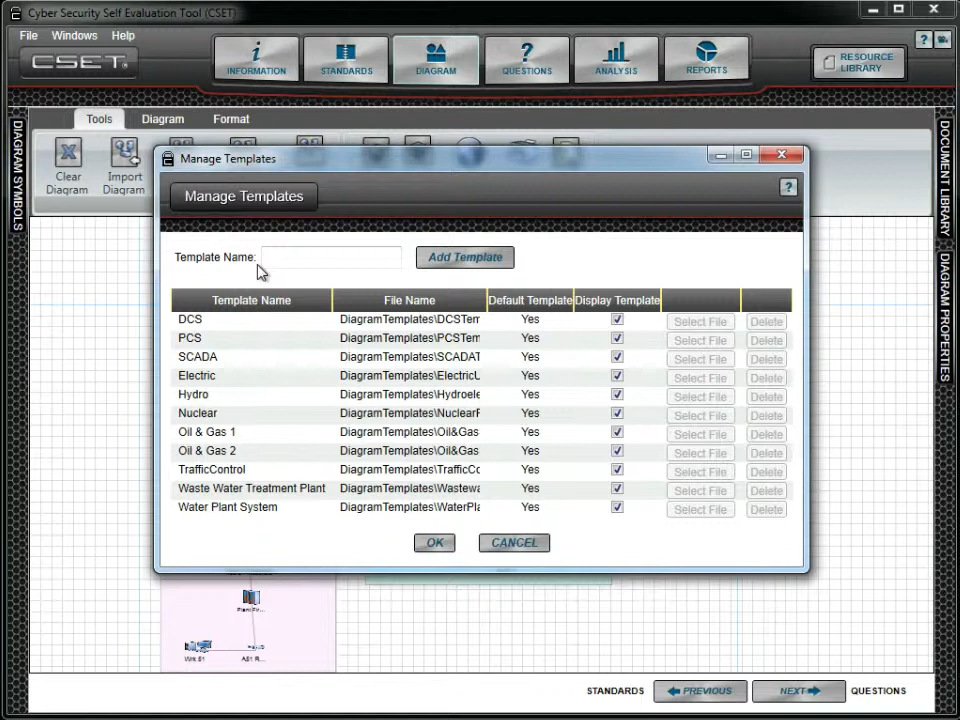 Cyber Security Self Evaluation Tool (CSET)
File Windows Help
CSET
INFORMATION
STANDARDS
DIAGRAM
QUESTIONS
ANALYSIS
REPORTS
RESOURCE
LIBRARY
Tools Diagram Format
Clear
Diagram
Import
Diagram
DIAGRAM SYMBOLS
DOCUMENT LIBRARY
DIAGRAM PROPERTIES
Manage Templates
Manage Templates
Template Name: Add Template
Template Name File Name Default Template Display Template
DCS DiagramTemplates\DCSTem Yes Select File Delete
PCS DiagramTemplates\PCSTem Yes Select File Delete
SCADA DiagramTemplates\SCADAT Yes Select File Delete
Electric DiagramTemplates\ElectricU Yes Select File Delete
Hydro DiagramTemplates\Hydroele Yes Select File Delete
Nuclear DiagramTemplates\NuclearF Yes Select File Delete
Oil & Gas 1 DiagramTemplates\Oil&Gas Yes Select File Delete
Oil & Gas 2 DiagramTemplates\Oil&Gas Yes Select File Delete
TrafficControl DiagramTemplates\TrafficCc Yes Select File Delete
Waste Water Treatment Plant DiagramTemplates\Wastewa Yes Select File Delete
Water Plant System DiagramTemplates\WaterPla Yes Select File Delete
OK CANCEL
STANDARDS PREVIOUS NEXT QUESTIONS